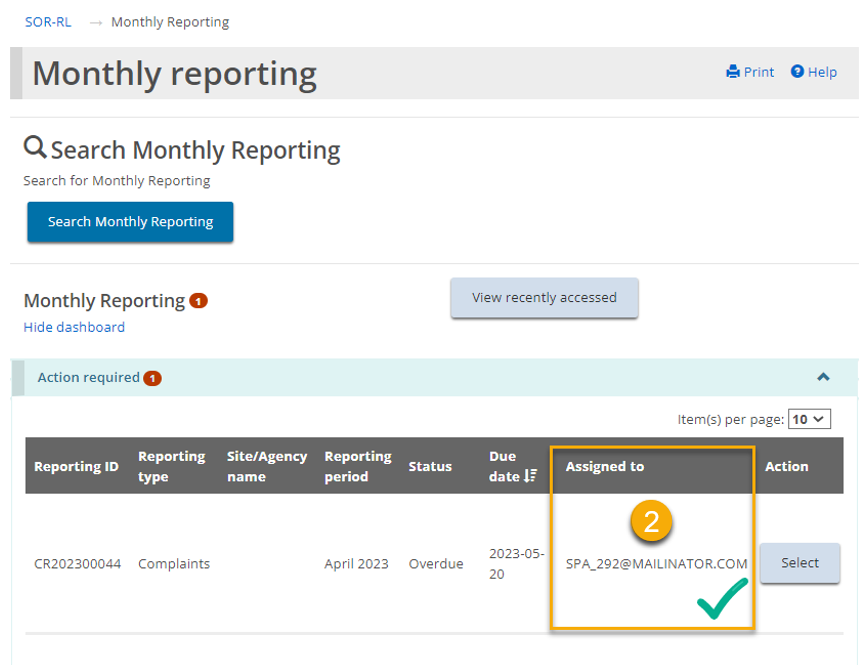 SOR-RL → Monthly Reporting
Monthly reporting
Print
Help
Search Monthly Reporting
Search for Monthly Reporting
Search Monthly Reporting
Monthly Reporting 1
View recently accessed
Hide dashboard
Action required 1
Item(s) per page: 10
Reporting ID
Reporting
type
Site/Agency
name
Reporting
period
Status
Due
date
Assigned to
Action
2
CR202300044
Complaints
April 2023
Overdue
2023-05-
20
SPA_292@MAILINATOR.COM
Select